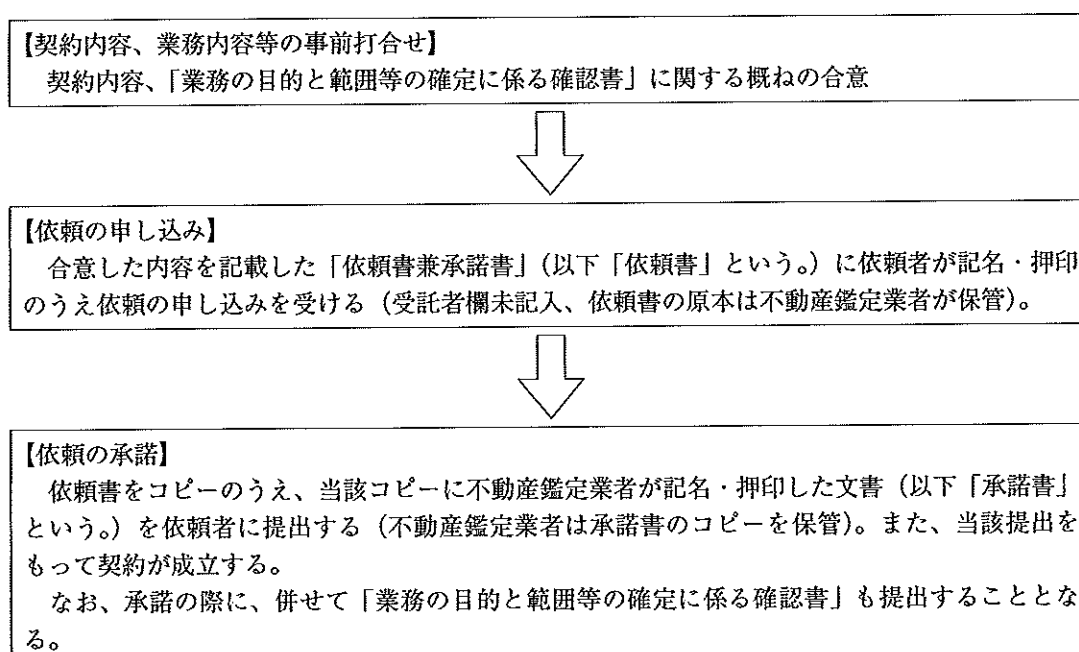 【契約内容、業務内容等の事前打合せ】
契約内容、「業務の目的と範囲等の確定に係る確認書」に関する概ねの合意
【依頼の申し込み】
合意した内容を記載した「依頼書兼承諾書」(以下「依頼書」という。)に依頼者が記名・押印
のうえ依頼の申し込みを受ける(受託者欄未記入、依頼書の原本は不動産鑑定業者が保管)。
【依頼の承諾】
依頼書をコピーのうえ、当該コピーに不動産鑑定業者が記名・押印した文書(以下「承諾書」
という。)を依頼者に提出する(不動産鑑定業者は承諾書のコピーを保管)。また、当該提出を
もって契約が成立する。
なお、承諾の際に、併せて「業務の目的と範囲等の確定に係る確認書」も提出することとな
る。